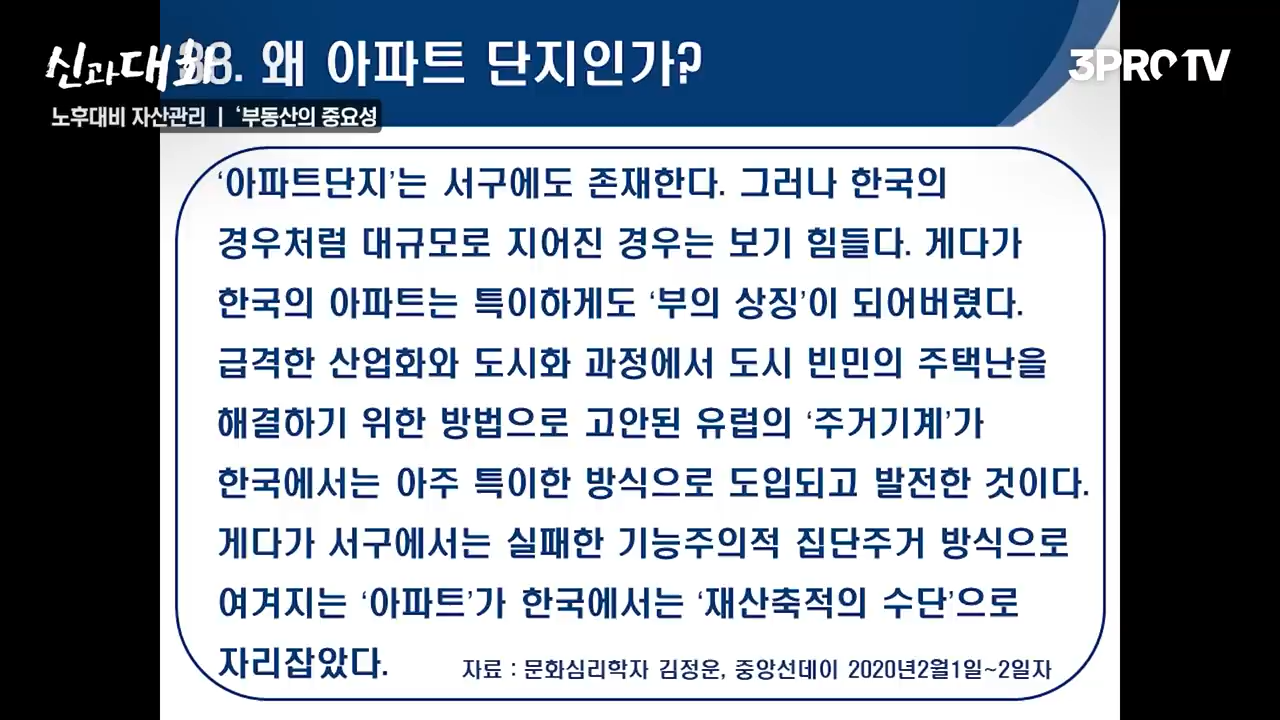 신과대화
38. 왜 아파트 단지인가?
3PRO TV
노후대비 자산관리 | ‘부동산의 중요성
‘아파트단지’는 서구에도 존재한다. 그러나 한국의
경우처럼 대규모로 지어진 경우는 보기 힘들다. 게다가
한국의 아파트는 특이하게도 ‘부의 상징’이 되어버렸다.
급격한 산업화와 도시화 과정에서 도시 빈민의 주택난을
해결하기 위한 방법으로 고안된 유럽의 ‘주거기계’가
한국에서는 아주 특이한 방식으로 도입되고 발전한 것이다.
게다가 서구에서는 실패한 기능주의적 집단주거 방식으로
여겨지는 ‘아파트’가 한국에서는 ‘재산축적의 수단’으로
자리잡았다.
자료 : 문화심리학자 김정운, 중앙선데이 2020년2월1일~2일자